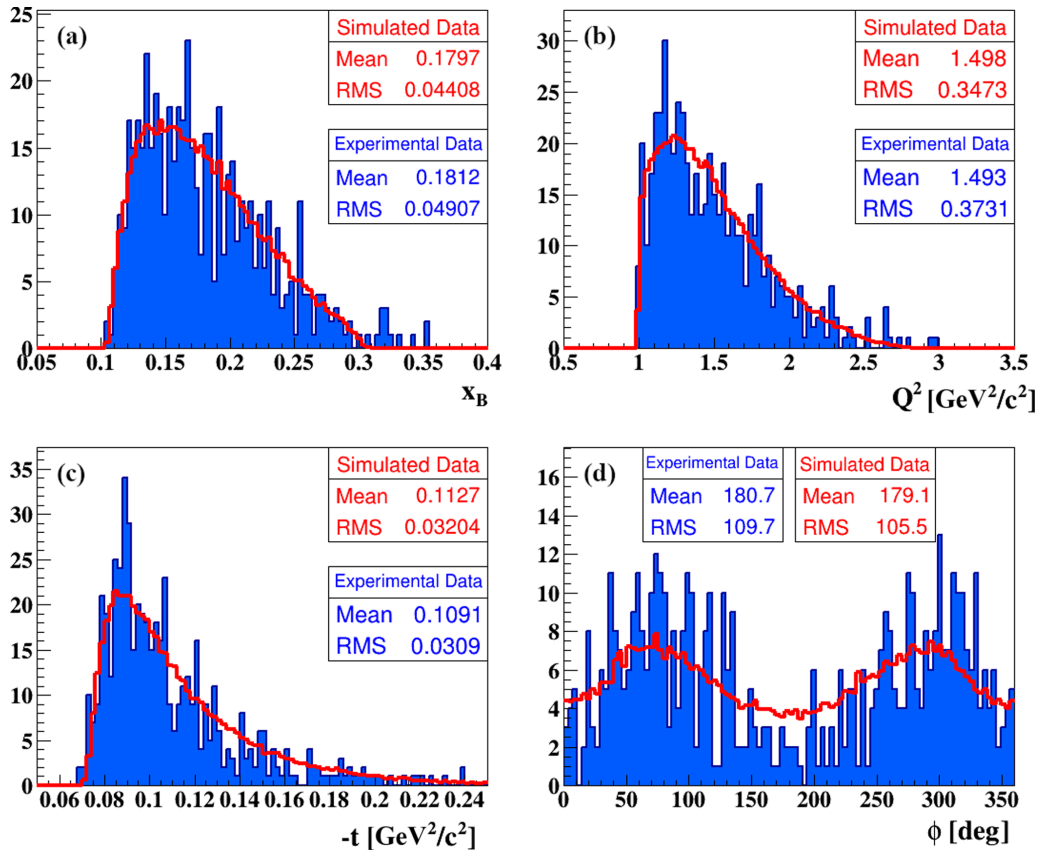 (a)
Simulated Data
Mean 0.1797
RMS 0.04408
Experimental Data
Mean 0.1812
RMS 0.04907
25
20
15
10
5
0
0.05 0.1 0.15 0.2 0.25 0.3 0.35 0.4
x_B
(b)
Simulated Data
Mean 1.498
RMS 0.3473
Experimental Data
Mean 1.493
RMS 0.3731
30
25
20
15
10
5
0
0.5 1 1.5 2 2.5 3 3.5
Q² [GeV²/c²]
(c)
Simulated Data
Mean 0.1127
RMS 0.03204
Experimental Data
Mean 0.1091
RMS 0.0309
35
30
25
20
15
10
5
0
0.06 0.08 0.1 0.12 0.14 0.16 0.18 0.2 0.22 0.24
-t [GeV²/c²]
(d)
Experimental Data
Mean 180.7
RMS 109.7
Simulated Data
Mean 179.1
RMS 105.5
16
14
12
10
8
6
4
2
0
0 50 100 150 200 250 300 350
ϕ [deg]